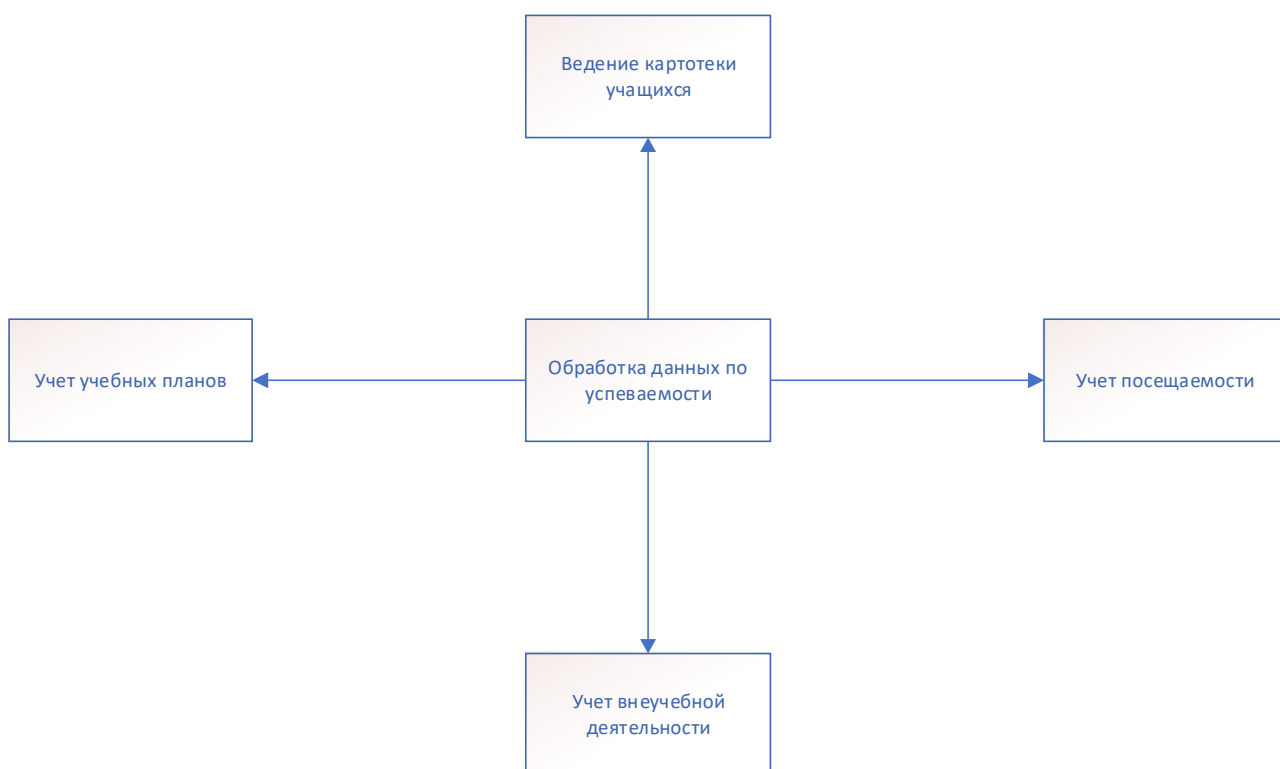 Ведение картотеки
учащихся
Учет учебных планов
Обработка данных по
успеваемости
Учет посещаемости
Учет внеучебной
деятельности